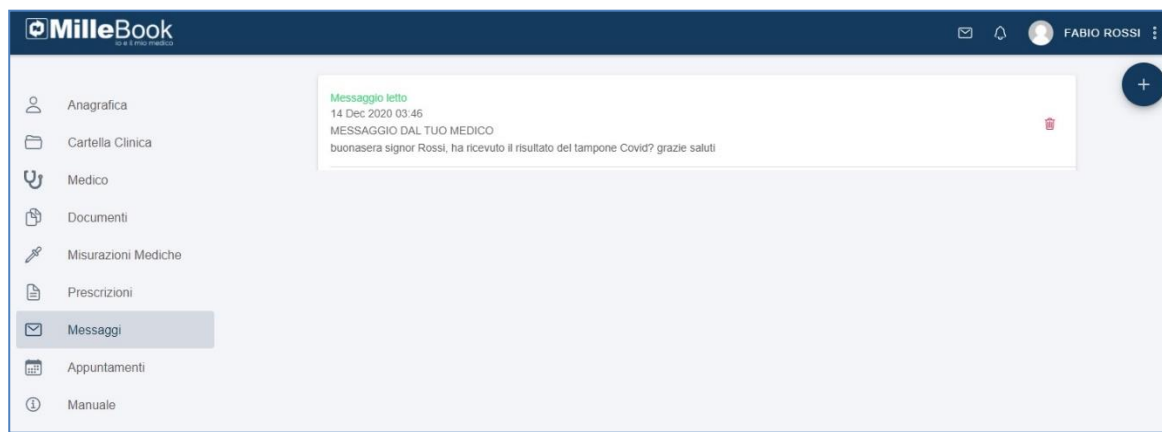 MilleBook
io e il mio medico
FABIO ROSSI
Anagrafica
Cartella Clinica
Medico
Documenti
Misurazioni Mediche
Prescrizioni
Messaggi
Appuntamenti
Manuale
Messaggio letto
14 Dec 2020 03:46
MESSAGGIO DAL TUO MEDICO
buonasera signor Rossi, ha ricevuto il risultato del tampone Covid? grazie saluti